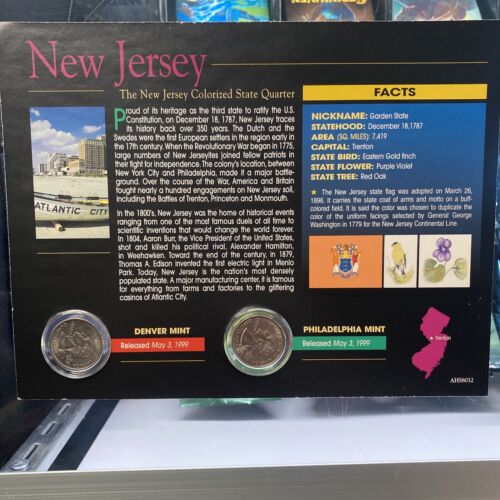 New Jersey
The New Jersey Colorized State Quarter
Proud of its heritage as the third state to ratify the U.S.
Constitution, on December 18, 1787, New Jersey traces
its history back over 350 years. The Dutch and the
Swedes were the first European settlers in the region early in
the 17th century. When the Revolutionary War began in 1775,
large numbers of New Jerseyites joined fellow patriots in
their fight for independence. The colony's location, between
New York City and Philadelphia, made it a major battle-
ground. Over the course of the War, America and Britain
fought nearly a hundred engagements on New Jersey soil,
including the Battles of Trenton, Princeton and Monmouth.
In the 1800's, New Jersey was the home of historical events
ranging from one of the most famous duels of all time to
scientific inventions that would change the world forever.
In 1804, Aaron Burr, the Vice President of the United States,
shot and killed his political rival, Alexander Hamilton,
in Weehawken. Toward the end of the century, in 1879,
Thomas A. Edison invented the first electric light in Menlo
Park. Today, New Jersey is the nation's most densely
populated state. A major manufacturing center, it is famous
for everything from farms and factories to the glittering
casinos of Atlantic City.
ATLANTIC CITY
FACTS
NICKNAME: Garden State
STATEHOOD: December 18,1787
AREA (SQ. MILES): 7,419
CAPITAL: Trenton
STATE BIRD: Eastern Gold finch
STATE FLOWER: Purple Violet
STATE TREE: Red Oak
★ The New Jersey state flag was adopted on March 26,
1896. It carries the state coat of arms and motto on a buff-
colored field. It is said the color was chosen to duplicate the
color of the uniform facings selected by General George
Washington in 1779 for the New Jersey Continental Line.
DENVER MINT
Released May 3, 1999
PHILADELPHIA MINT
Released May 3, 1999
★ Trenton
AHS8032